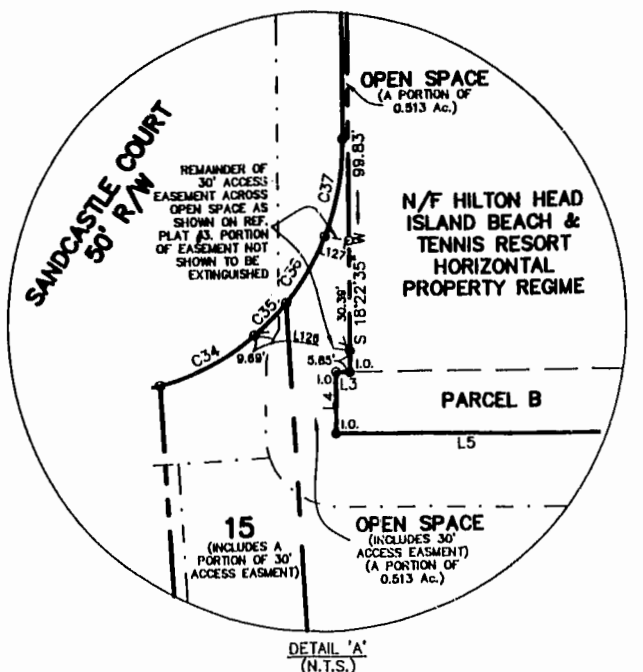 OPEN SPACE
(A PORTION OF
0.513 Ac.)
SANDCASTLE COURT
50' R/W
REMAINDER OF
30' ACCESS
EASEMENT ACROSS
OPEN SPACE AS
SHOWN ON REF.
PLAT #3. PORTION
OF EASEMENT NOT
SHOWN TO BE
EXTINGUISHED
N/F HILTON HEAD
ISLAND BEACH &
TENNIS RESORT
HORIZONTAL
PROPERTY REGIME
S 18°22'35" W — 99.83'
C37
L127
30.39'
C36
C35
C34
9.69'
L126
5.85'
I.O.
I.O.
L3
L4
I.O.
PARCEL B
L5
15
(INCLUDES A
PORTION OF 30'
ACCESS EASMENT)
OPEN SPACE
(INCLUDES 30'
ACCESS EASMENT)
(A PORTION OF
0.513 Ac.)
DETAIL 'A'
(N.T.S.)